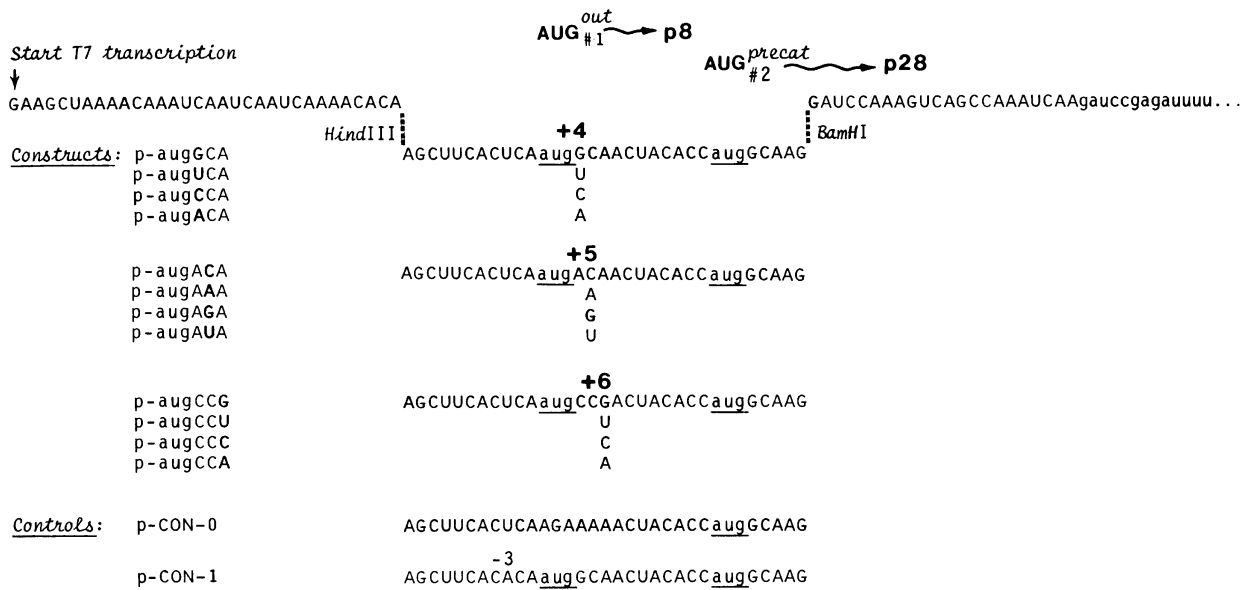 AUG #1 out → p8
Start T7 transcription
AUG #2 precat → p28
GAAGCUAAAACAAAUCAAUCAAUCAAAACACA GAUCCAAAGUCAGCCAAAUCAAgauccgagauuuu...
HindIII +4 BamHI
Constructs: p-augGCA AGCUUCACUCAaugGCAACUACACCaugGCAAG
p-augUCA U
p-augCCA C
p-augACA A
+5
p-augACA AGCUUCACUCAaugACAACUACACCaugGCAAG
p-augAAA A
p-augAGA G
p-augAUA U
+6
p-augCCG AGCUUCACUCAaugCCGACUACACCaugGCAAG
p-augCCU U
p-augCCC C
p-augCCA A
Controls: p-CON-0 AGCUUCACUCAAGAAAAACUACACCaugGCAAG
-3
p-CON-1 AGCUUCACACAaugGCAACUACACCaugGCAAG